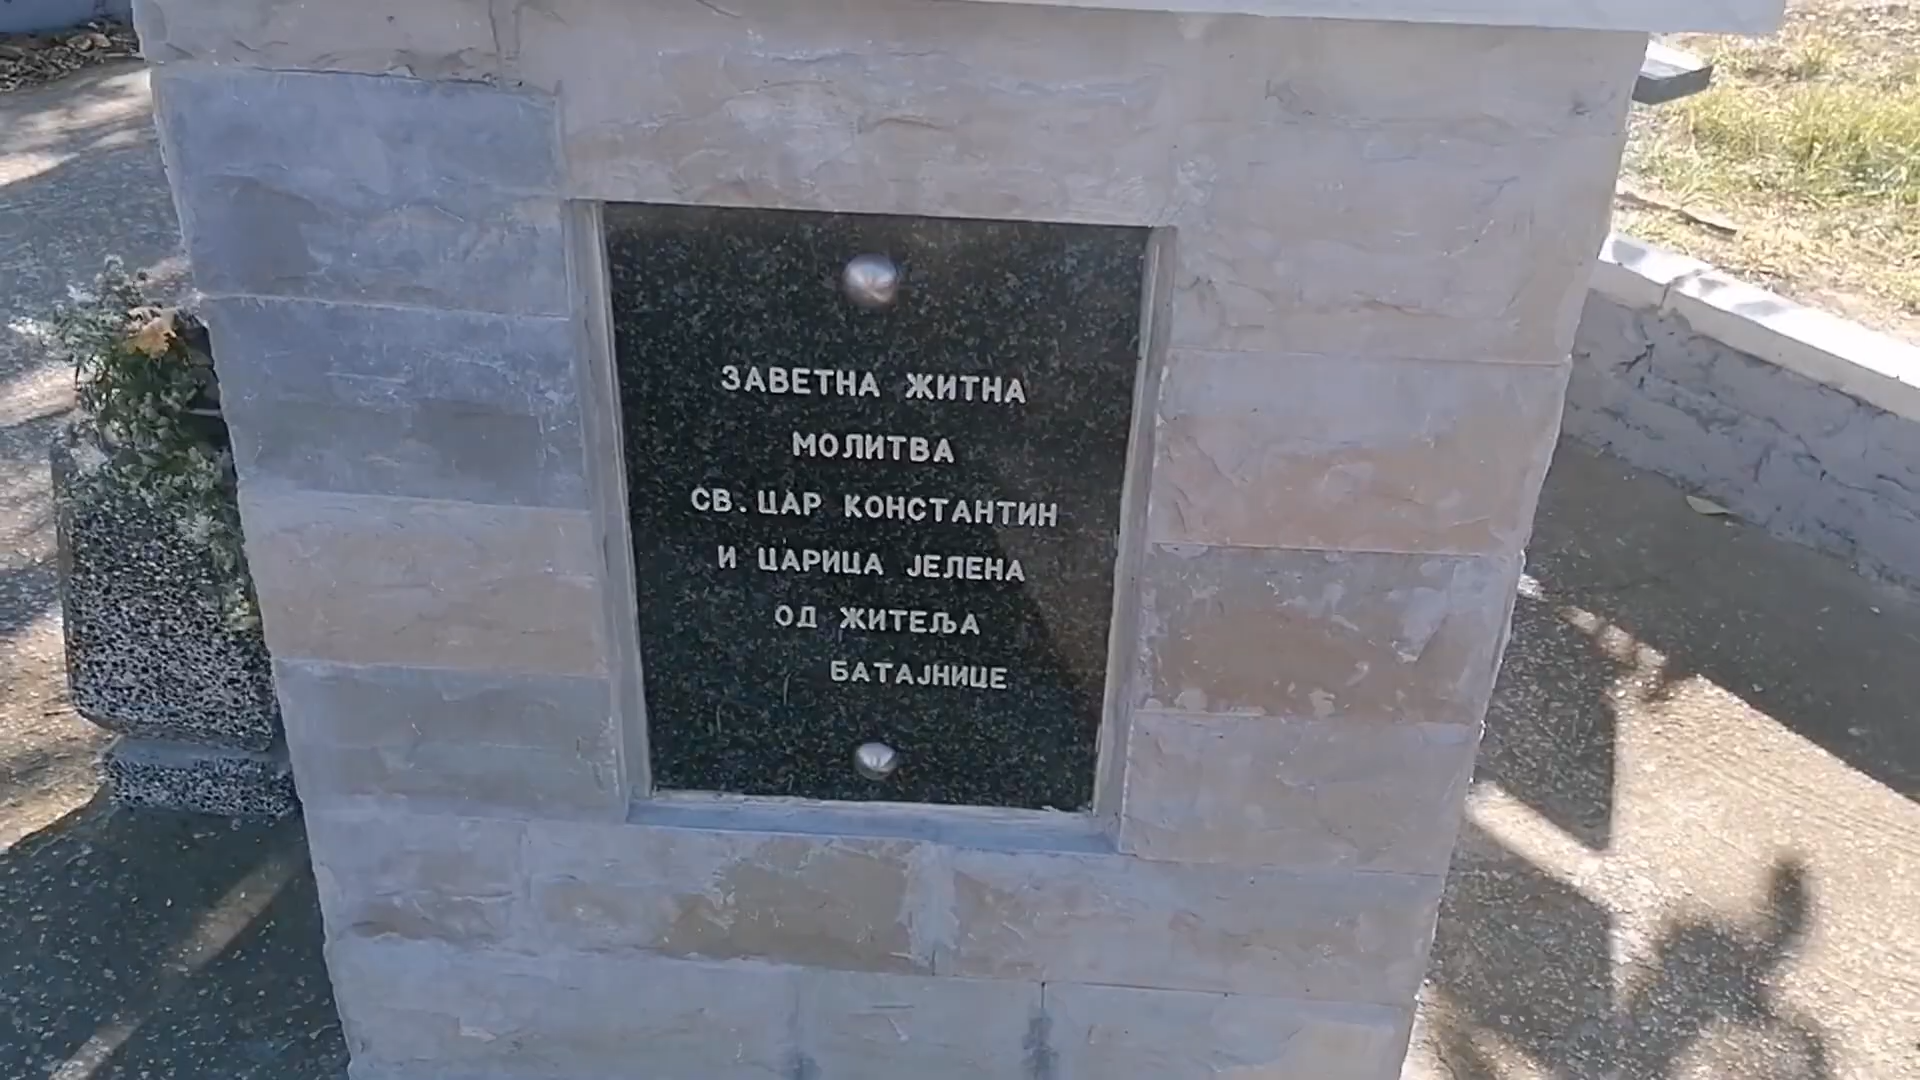 ЗАВЕТНА ЖИТНА
МОЛИТВА
СВ. ЦАР КОНСТАНТИН
И ЦАРИЦА ЈЕЛЕНА
ОД ЖИТЕЉА
БАТАЈНИЦЕ